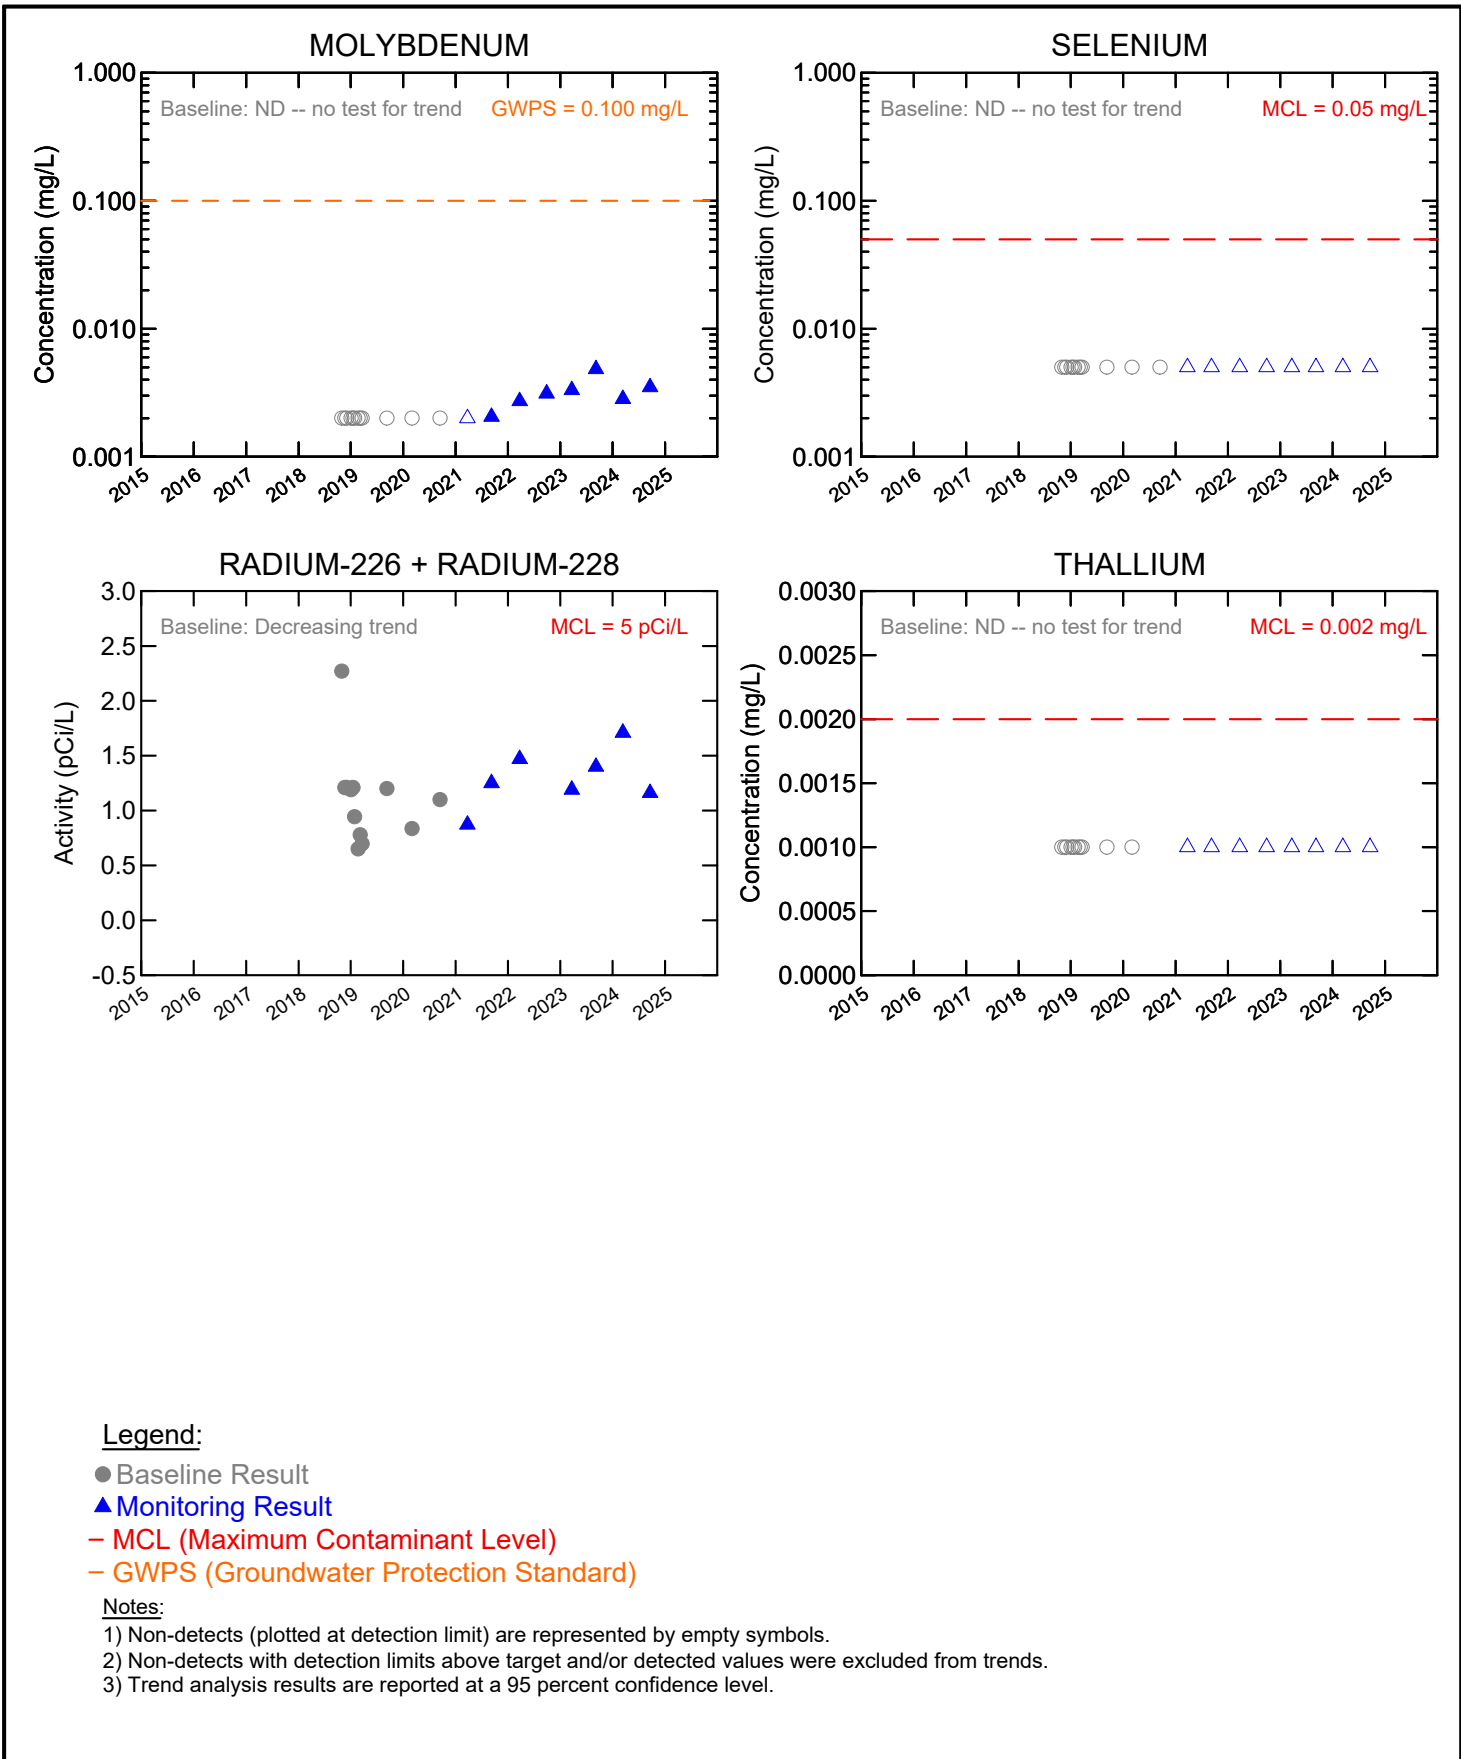 MOLYBDENUM
Baseline: ND -- no test for trend
GWPS = 0.100 mg/L
Concentration (mg/L)
1.000
0.100
0.010
0.001
2015 2016 2017 2018 2019 2020 2021 2022 2023 2024 2025
SELENIUM
Baseline: ND -- no test for trend
MCL = 0.05 mg/L
Concentration (mg/L)
1.000
0.100
0.010
0.001
2015 2016 2017 2018 2019 2020 2021 2022 2023 2024 2025
RADIUM-226 + RADIUM-228
Baseline: Decreasing trend
MCL = 5 pCi/L
Activity (pCi/L)
3.0
2.5
2.0
1.5
1.0
0.5
0.0
-0.5
2015 2016 2017 2018 2019 2020 2021 2022 2023 2024 2025
THALLIUM
Baseline: ND -- no test for trend
MCL = 0.002 mg/L
Concentration (mg/L)
0.0030
0.0025
0.0020
0.0015
0.0010
0.0005
0.0000
2015 2016 2017 2018 2019 2020 2021 2022 2023 2024 2025
Legend:
Baseline Result
Monitoring Result
MCL (Maximum Contaminant Level)
GWPS (Groundwater Protection Standard)
Notes:
1) Non-detects (plotted at detection limit) are represented by empty symbols.
2) Non-detects with detection limits above target and/or detected values were excluded from trends.
3) Trend analysis results are reported at a 95 percent confidence level.